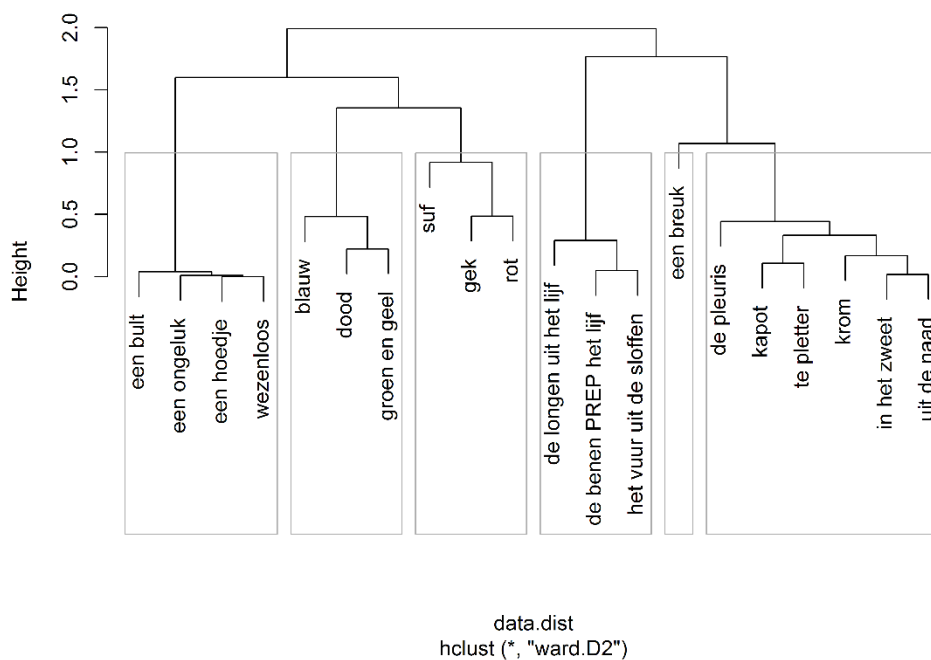 2.0
1.5
1.0
0.5
0.0
Height
een bult
een ongeluk
een hoedje
wezenloos
blauw
dood
groen en geel
suf
gek
rot
de longen uit het lijf
de benen PREP het lijf
het vuur uit de sloffen
een breuk
de pleuris
kapot
te pletter
krom
in het zweet
uit de naad
data.dist
hclust (*, "ward.D2")